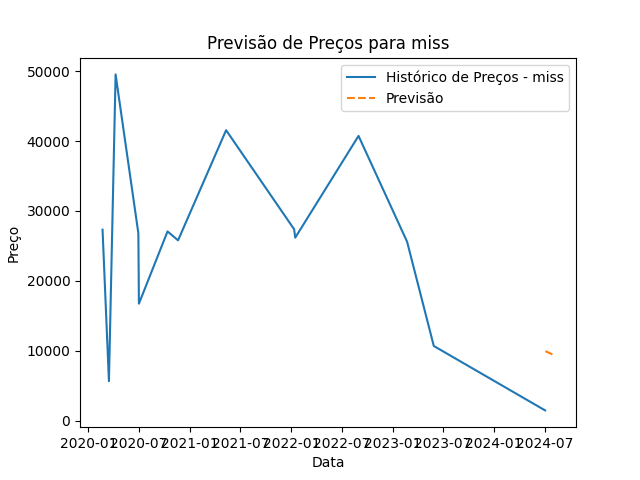 Previsão de Preços para miss
Histórico de Preços - miss
Previsão
50000
40000
30000
20000
10000
0
Preço
2020-01 2020-07 2021-01 2021-07 2022-01 2022-07 2023-01 2023-07 2024-01 2024-07
Data